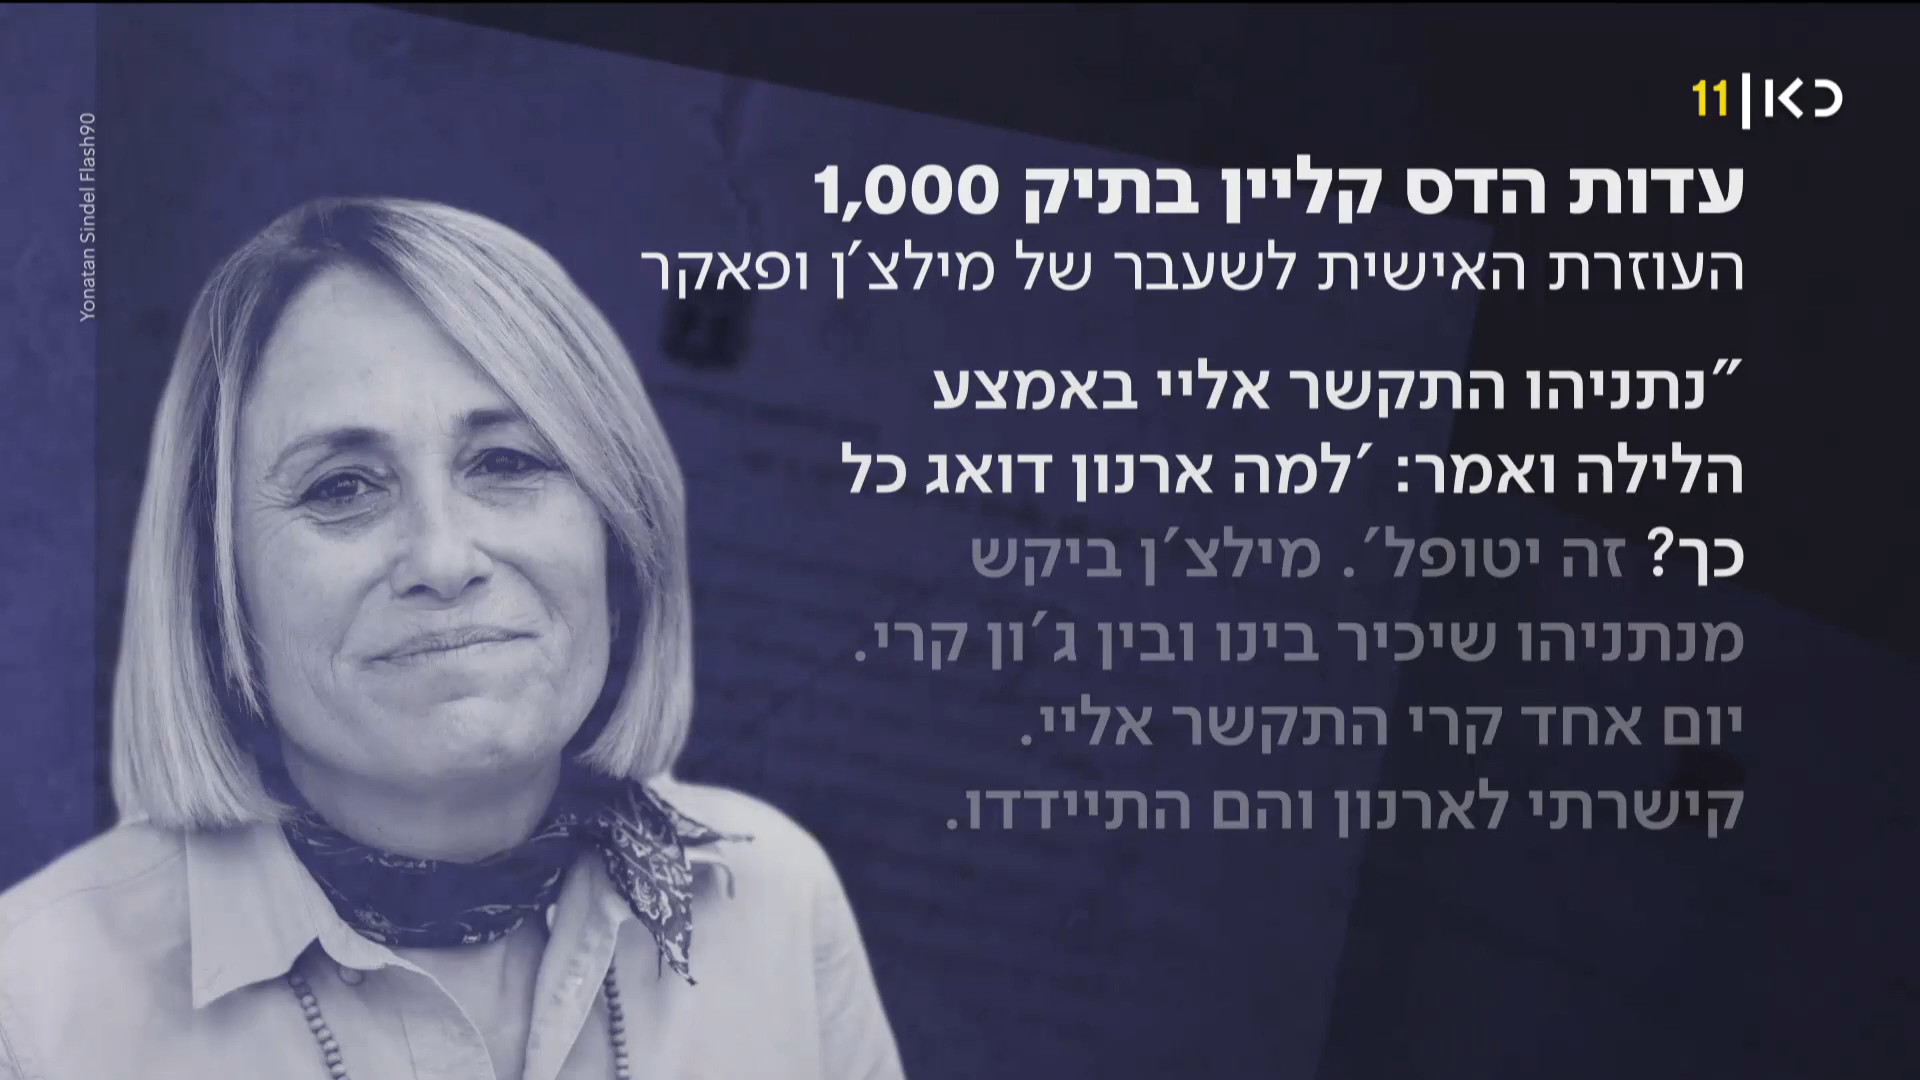 כאן|11
Yonatan Sindel Flash90
עדות הדס קליין בתיק 1,000
העוזרת האישית לשעבר של מילצ׳ן ופאקר
״נתניהו התקשר אליי באמצע
הלילה ואמר: ׳למה ארנון דואג כל
כך? זה יטופל׳. מילצ׳ן ביקש
מנתניהו שיכיר בינו ובין ג׳ון קרי.
יום אחד קרי התקשר אליי.
קישרתי לארנון והם התיידדו.